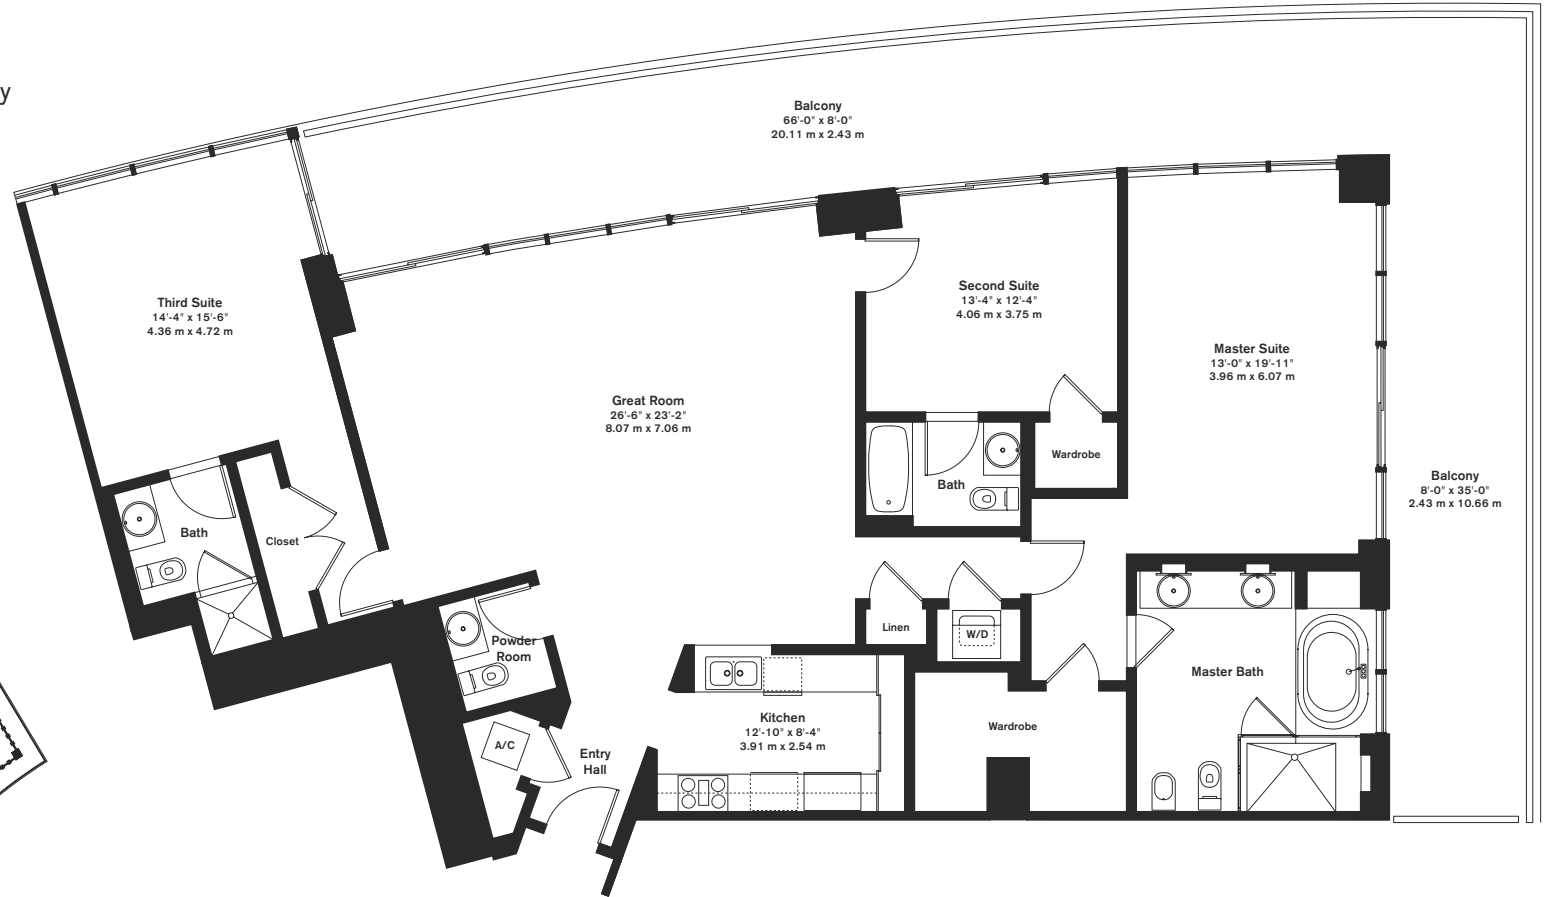 y
Balcony
66'-0" x 8'-0"
20.11 m x 2.43 m
Third Suite
14'-4" x 15'-6"
4.36 m x 4.72 m
Second Suite
13'-4" x 12'-4"
4.06 m x 3.75 m
Master Suite
13'-0" x 19'-11"
3.96 m x 6.07 m
Great Room
26'-6" x 23'-2"
8.07 m x 7.06 m
Wardrobe
Bath
Balcony
8'-0" x 35'-0"
2.43 m x 10.66 m
Bath
Closet
Linen
W/D
Powder
Room
Master Bath
Kitchen
12'-10" x 8'-4"
3.91 m x 2.54 m
Wardrobe
A/C
Entry
Hall